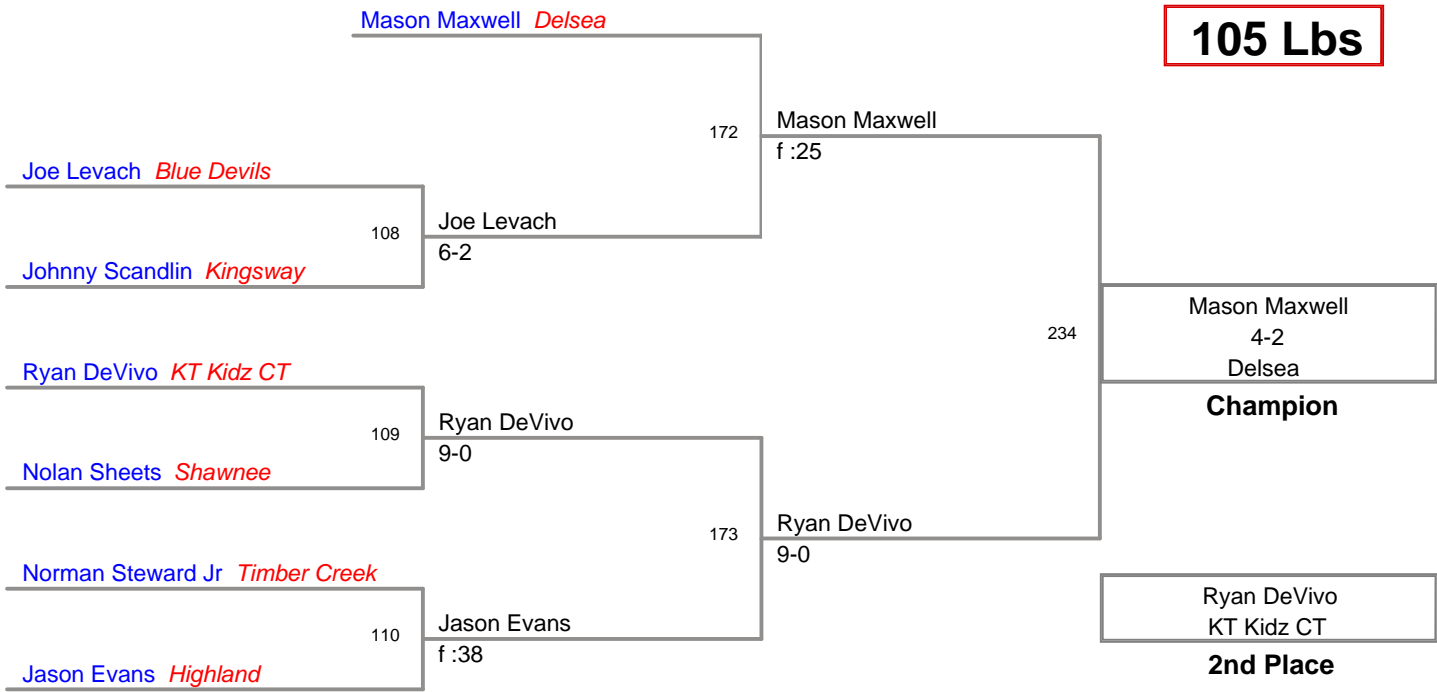 Mason Maxwell Delsea
105 Lbs
172
Mason Maxwell
f :25
Joe Levach Blue Devils
108
Joe Levach
6-2
Johnny Scandlin Kingsway
234
Mason Maxwell
4-2
Delsea
Champion
Ryan DeVivo KT Kidz CT
109
Ryan DeVivo
9-0
Nolan Sheets Shawnee
173
Ryan DeVivo
9-0
Norman Steward Jr Timber Creek
110
Jason Evans
f :38
Jason Evans Highland
Ryan DeVivo
KT Kidz CT
2nd Place